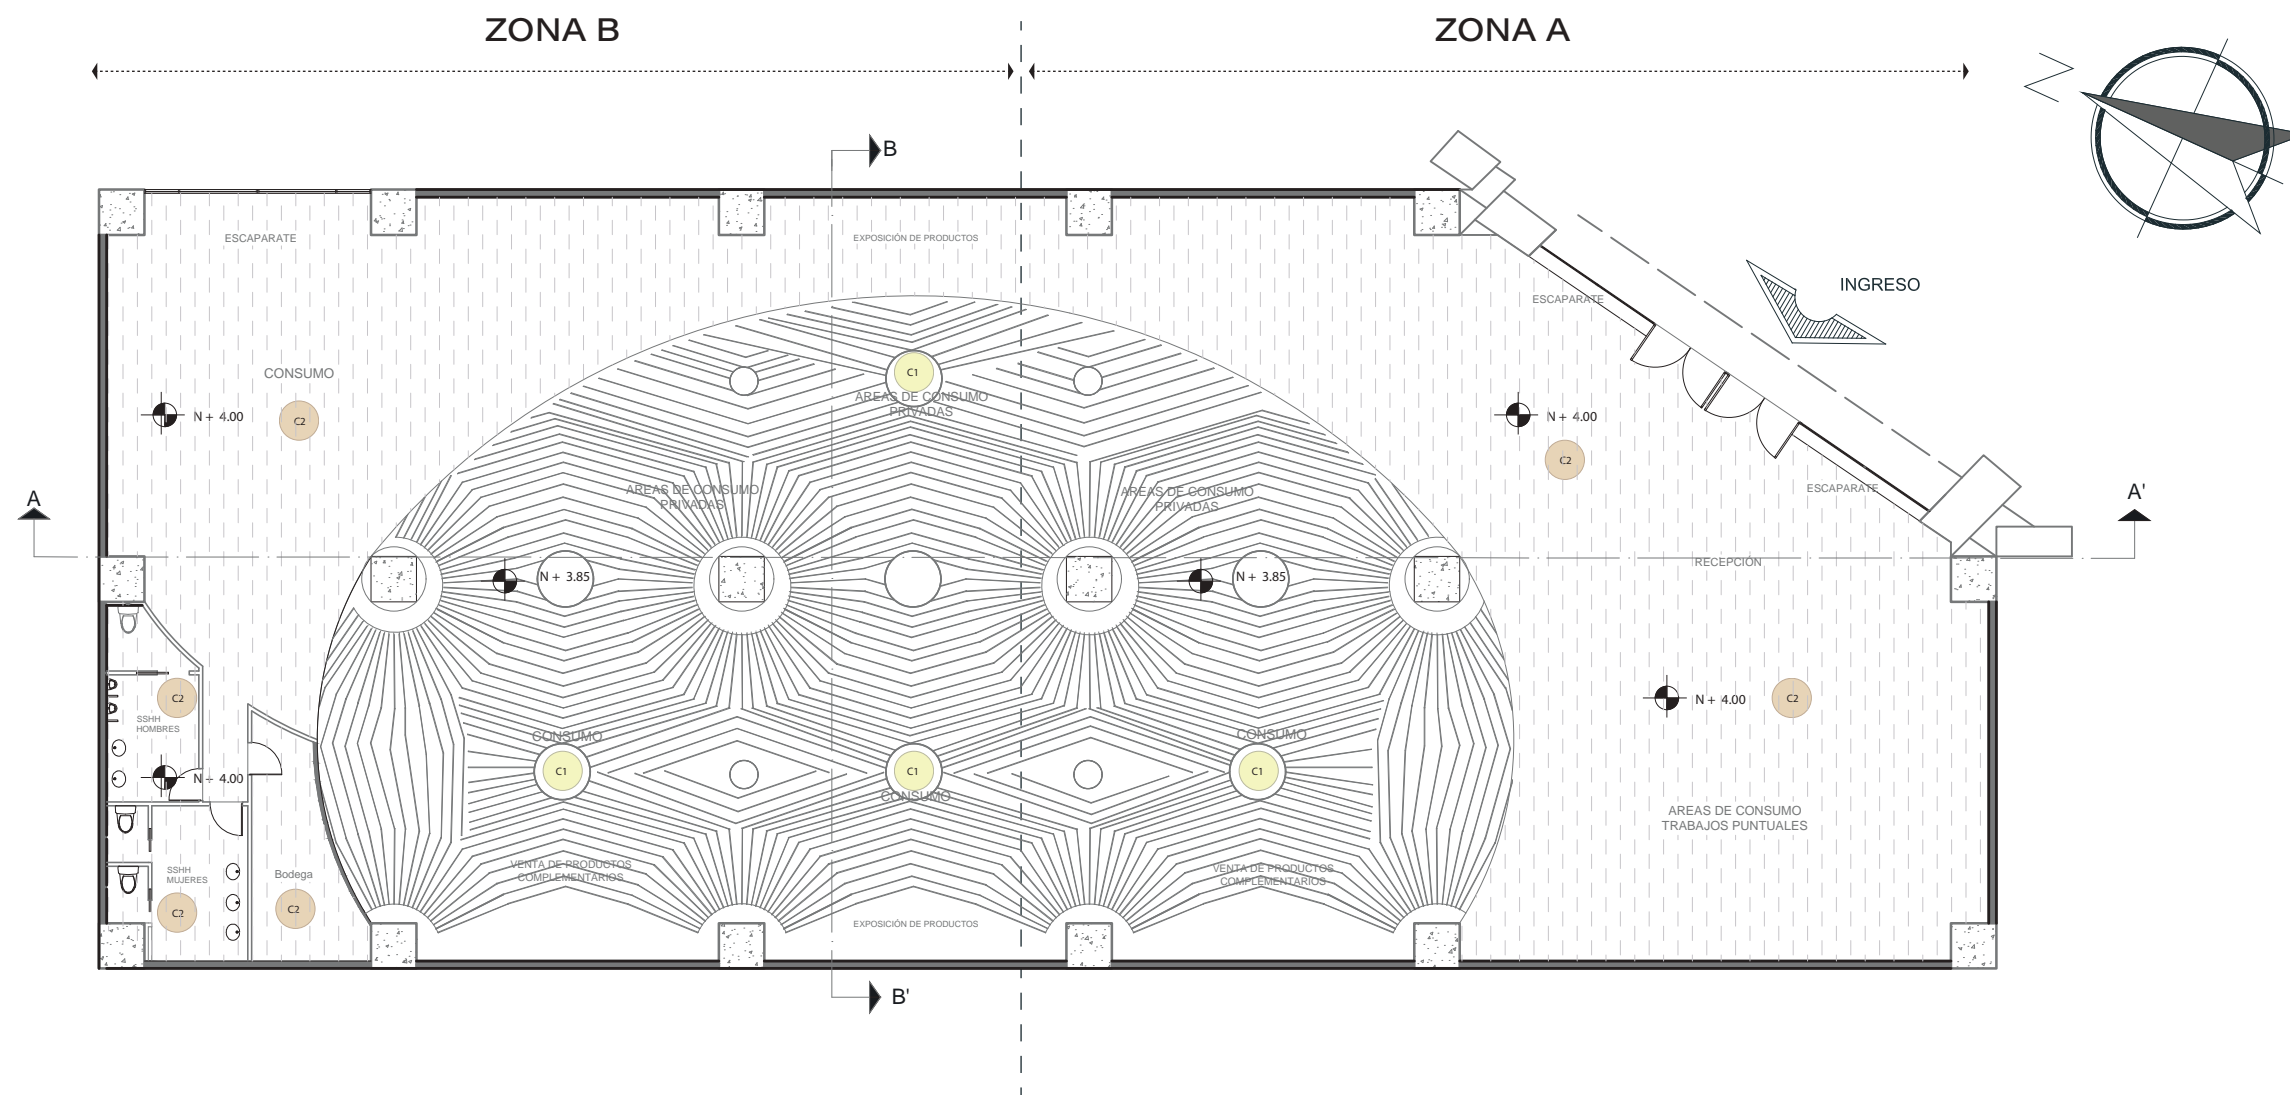 ZONA B
ZONA A
N
B
ESCAPARATE
EXPOSICIÓN DE PRODUCTOS
INGRESO
ESCAPARATE
CONSUMO
C1
AREAS DE CONSUMO
PRIVADAS
N + 4.00
C2
N + 4.00
C2
AREAS DE CONSUMO
PRIVADAS
AREAS DE CONSUMO
PRIVADAS
ESCAPARATE
A
A'
RECEPCIÓN
N + 3.85
N + 3.85
C2
N + 4.00
C2
SSHH
HOMBRES
CONSUMO
CONSUMO
C1
C1
C1
N + 4.00
CONSUMO
AREAS DE CONSUMO
TRABAJOS PUNTUALES
VENTA DE PRODUCTOS
COMPLEMENTARIOS
VENTA DE PRODUCTOS
COMPLEMENTARIOS
SSHH
MUJERES
Bodega
C2
C2
EXPOSICIÓN DE PRODUCTOS
B'